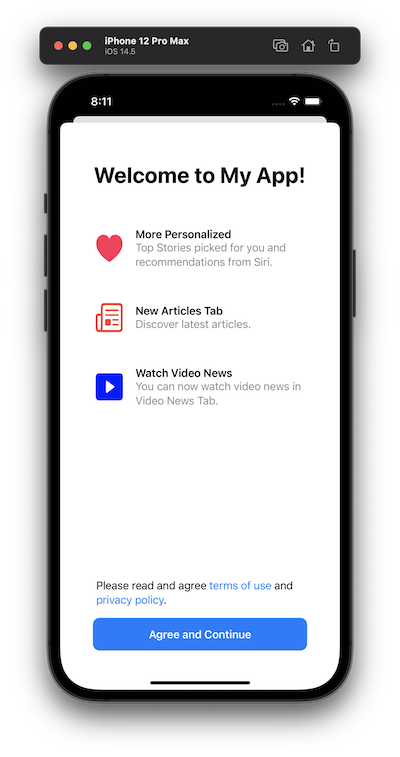 iPhone 12 Pro Max
iOS 14.5
8:11
Welcome to My App!
More Personalized
Top Stories picked for you and
recommendations from Siri.
New Articles Tab
Discover latest articles.
Watch Video News
You can now watch video news in
Video News Tab.
Please read and agree terms of use and
privacy policy.
Agree and Continue